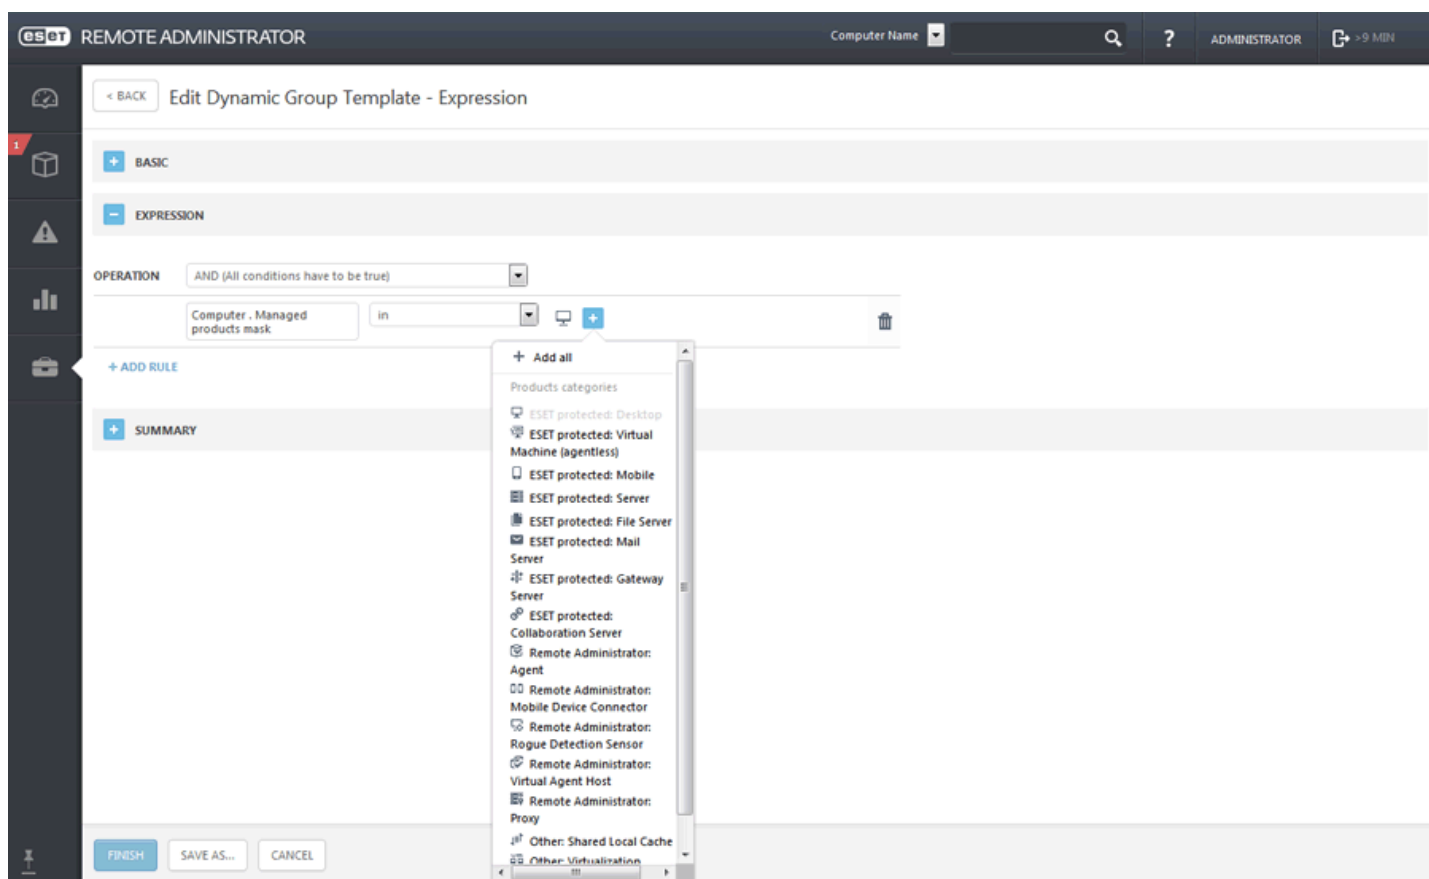 eset REMOTE ADMINISTRATOR
Computer Name
?
ADMINISTRATOR
>9 MIN
< BACK
Edit Dynamic Group Template - Expression
1
+ BASIC
− EXPRESSION
OPERATION
AND (All conditions have to be true)
Computer . Managed
products mask
in
+
+ ADD RULE
+ Add all
Products categories
ESET protected: Desktop
ESET protected: Virtual
Machine (agentless)
ESET protected: Mobile
ESET protected: Server
ESET protected: File Server
ESET protected: Mail
Server
ESET protected: Gateway
Server
ESET protected:
Collaboration Server
Remote Administrator:
Agent
Remote Administrator:
Mobile Device Connector
Remote Administrator:
Rogue Detection Sensor
Remote Administrator:
Virtual Agent Host
Remote Administrator:
Proxy
Other: Shared Local Cache
Other: Virtualization
+ SUMMARY
FINISH
SAVE AS...
CANCEL